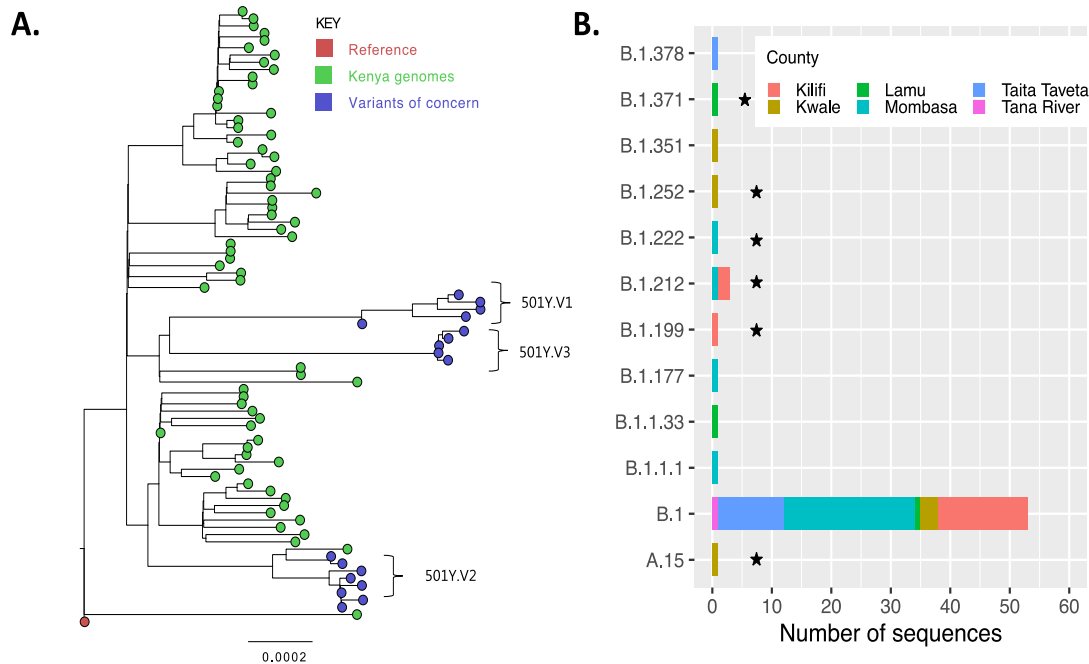 A.
KEY
Reference
Kenya genomes
Variants of concern
501Y.V1
501Y.V3
501Y.V2
0.0002
B.
County
Kilifi
Lamu
Taita Taveta
Kwale
Mombasa
Tana River
B.1.378
B.1.371
B.1.351
B.1.252
B.1.222
B.1.212
B.1.199
B.1.177
B.1.1.33
B.1.1.1
B.1
A.15
0 10 20 30 40 50 60
Number of sequences